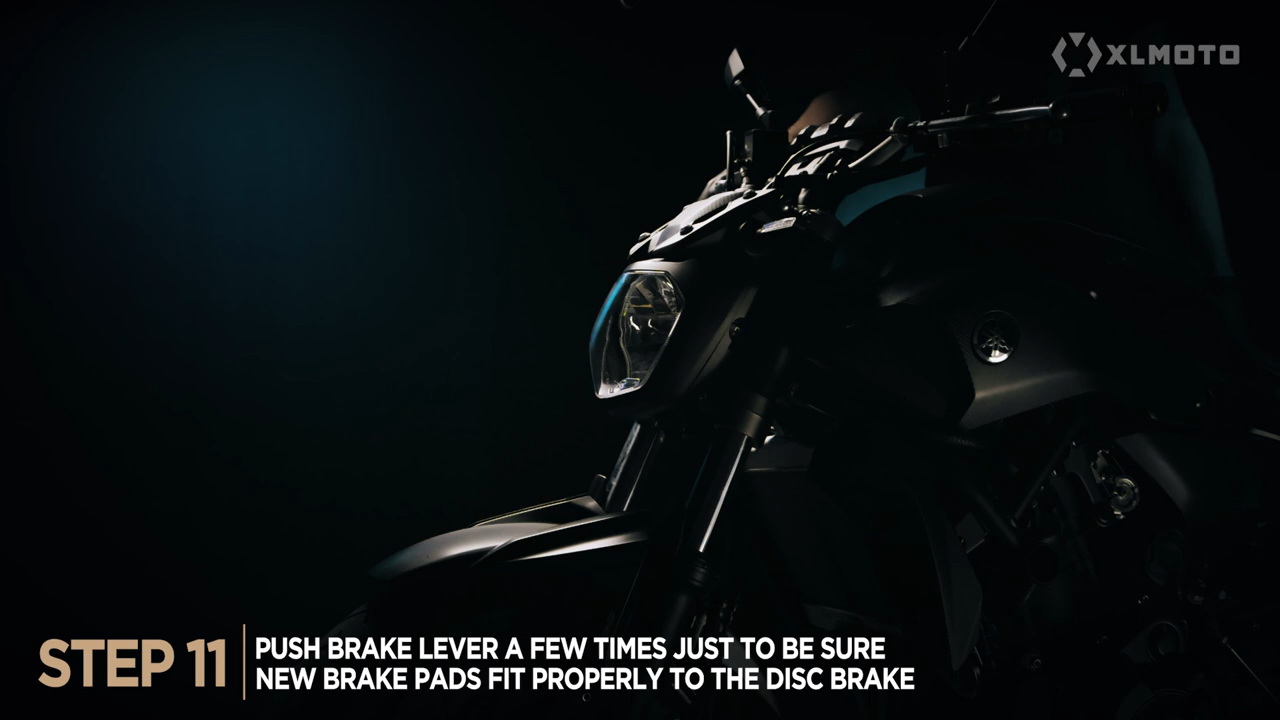 XLMOTO
STEP 11
PUSH BRAKE LEVER A FEW TIMES JUST TO BE SURE
NEW BRAKE PADS FIT PROPERLY TO THE DISC BRAKE